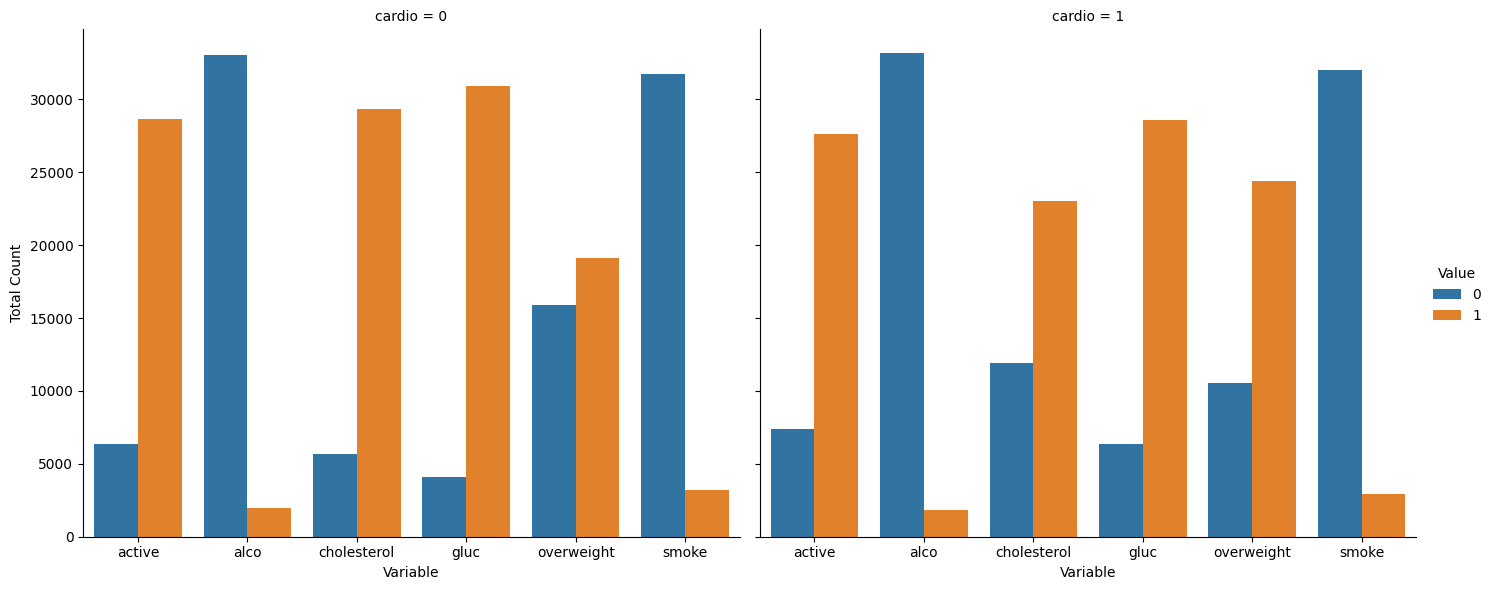 cardio = 0
cardio = 1
Total Count
30000
25000
20000
15000
10000
5000
0
active alco cholesterol gluc overweight smoke
active alco cholesterol gluc overweight smoke
Variable
Variable
Value
0
1